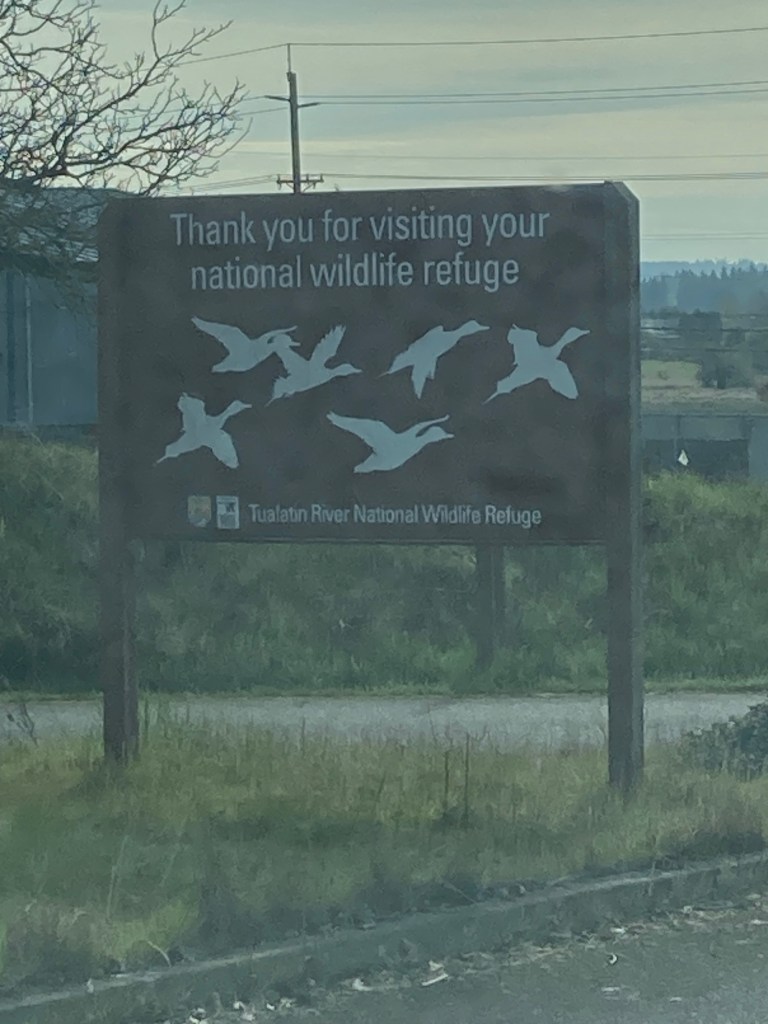 Thank you for visiting your
national wildlife refuge
Tualatin River National Wildlife Refuge